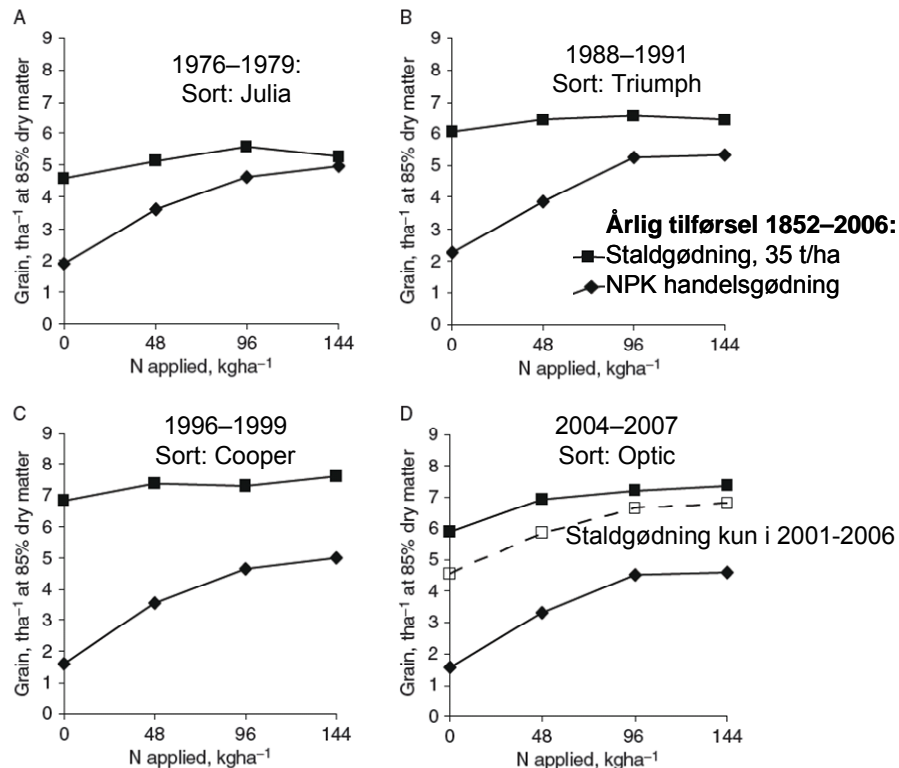 A
1976–1979:
Sort: Julia
Grain, tha⁻¹ at 85% dry matter
9
8
7
6
5
4
3
2
1
0
0 48 96 144
N applied, kgha⁻¹
B
1988–1991
Sort: Triumph
Grain, tha⁻¹ at 85% dry matter
9
8
7
6
5
4
3
2
1
0
Årlig tilførsel 1852–2006:
Staldgødning, 35 t/ha
NPK handelsgødning
0 48 96 144
N applied, kgha⁻¹
C
1996–1999
Sort: Cooper
Grain, tha⁻¹ at 85% dry matter
9
8
7
6
5
4
3
2
1
0
0 48 96 144
N applied, kgha⁻¹
D
2004–2007
Sort: Optic
Grain, tha⁻¹ at 85% dry matter
9
8
7
6
5
4
3
2
1
0
Staldgødning kun i 2001-2006
0 48 96 144
N applied, kgha⁻¹